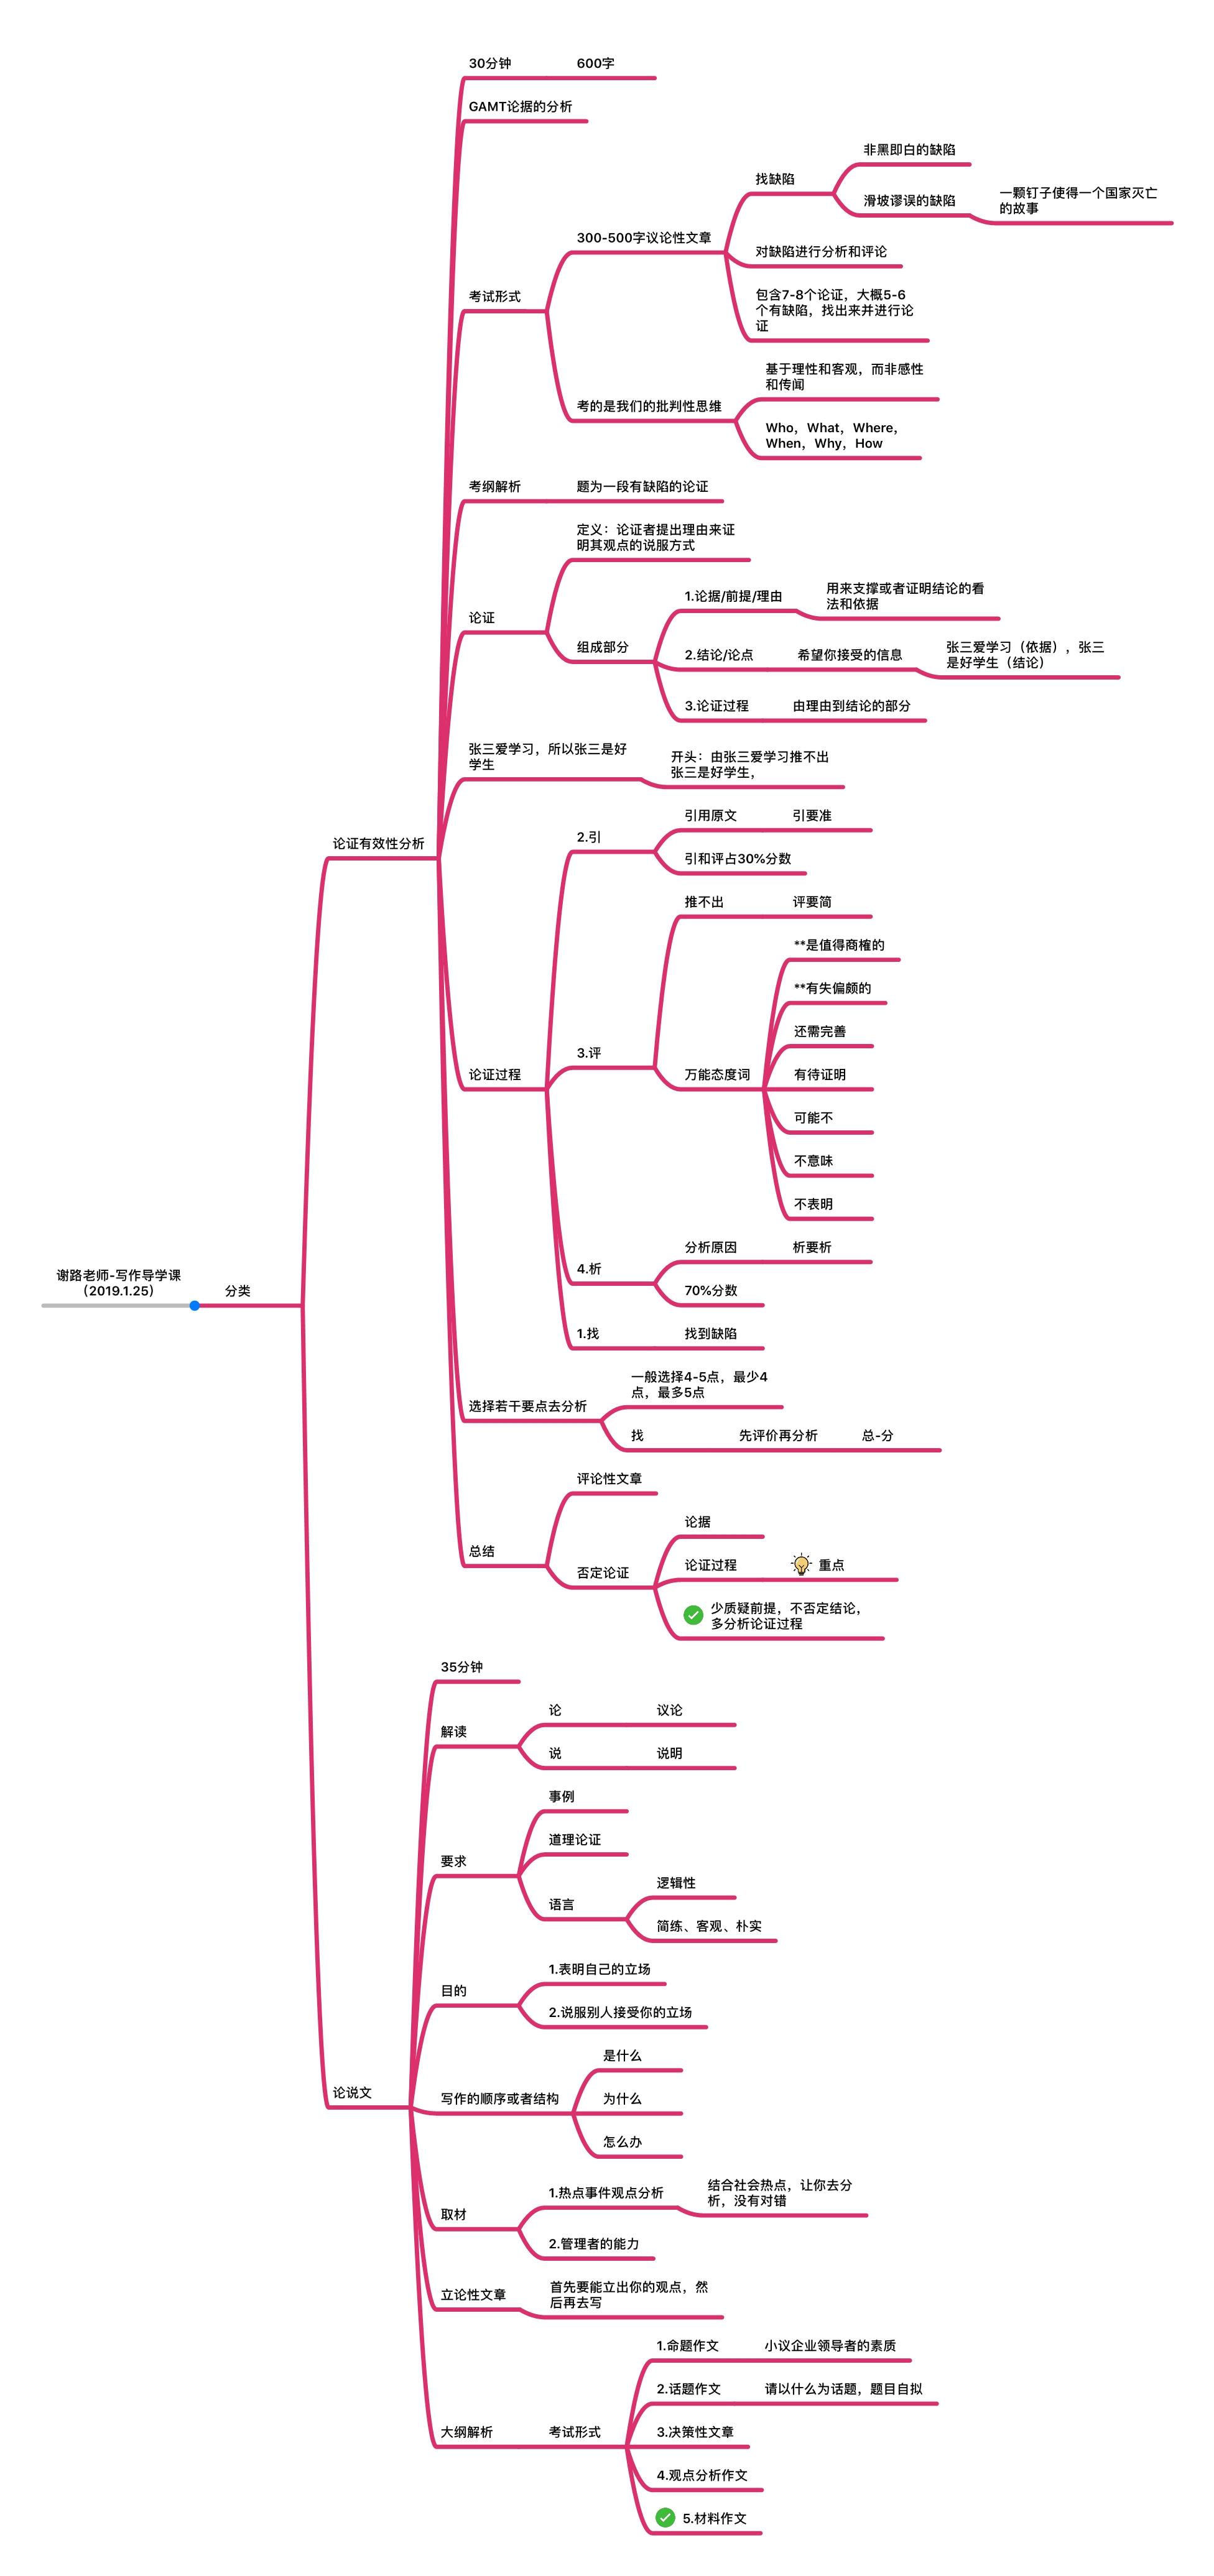 30分钟
600字
GAMT论据的分析
非黑即白的缺陷
找缺陷
滑坡谬误的缺陷
一颗钉子使得一个国家灭亡
的故事
300-500字议论性文章
对缺陷进行分析和评论
包含7-8个论证，大概5-6
个有缺陷，找出来并进行论
证
考试形式
基于理性和客观，而非感性
和传闻
考的是我们的批判性思维
Who，What，Where，
When，Why，How
考纲解析
题为一段有缺陷的论证
定义：论证者提出理由来证
明其观点的说服方式
论证
1.论据/前提/理由
用来支撑或者证明结论的看
法和依据
组成部分
2.结论/论点
希望你接受的信息
张三爱学习（依据），张三
是好学生（结论）
3.论证过程
由理由到结论的部分
张三爱学习，所以张三是好
学生
开头：由张三爱学习推不出
张三是好学生，
论证有效性分析
2.引
引用原文
引要准
引和评占30%分数
推不出
评要简
**是值得商榷的
**有失偏颇的
还需完善
3.评
论证过程
万能态度词
有待证明
可能不
不意味
不表明
分析原因
析要析
4.析
70%分数
谢路老师-写作导学课
（2019.1.25）
分类
1.找
找到缺陷
一般选择4-5点，最少4
点，最多5点
选择若干要点去分析
找
先评价再分析
总-分
评论性文章
总结
论据
否定论证
论证过程
重点
少质疑前提，不否定结论，
多分析论证过程
35分钟
解读
论
议论
说
说明
事例
道理论证
要求
语言
逻辑性
简练、客观、朴实
目的
1.表明自己的立场
2.说服别人接受你的立场
是什么
论说文
写作的顺序或者结构
为什么
怎么办
取材
1.热点事件观点分析
结合社会热点，让你去分
析，没有对错
2.管理者的能力
立论性文章
首先要能立出你的观点，然
后再去写
1.命题作文
小议企业领导者的素质
2.话题作文
请以什么为话题，题目自拟
大纲解析
考试形式
3.决策性文章
4.观点分析作文
5.材料作文